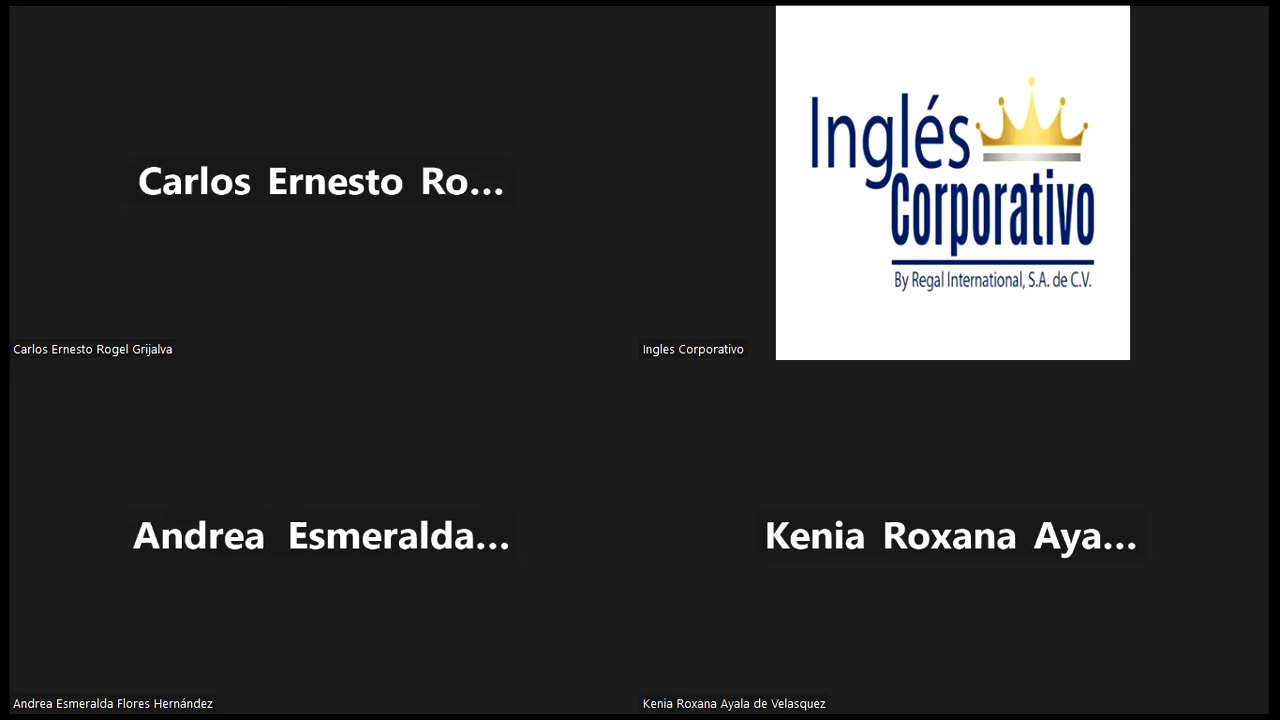 Carlos Ernesto Ro...
Carlos Ernesto Rogel Grijalva
Inglés
Corporativo
By Regal International, S.A. de C.V.
Ingles Corporativo
Andrea Esmeralda...
Andrea Esmeralda Flores Hernández
Kenia Roxana Aya...
Kenia Roxana Ayala de Velasquez